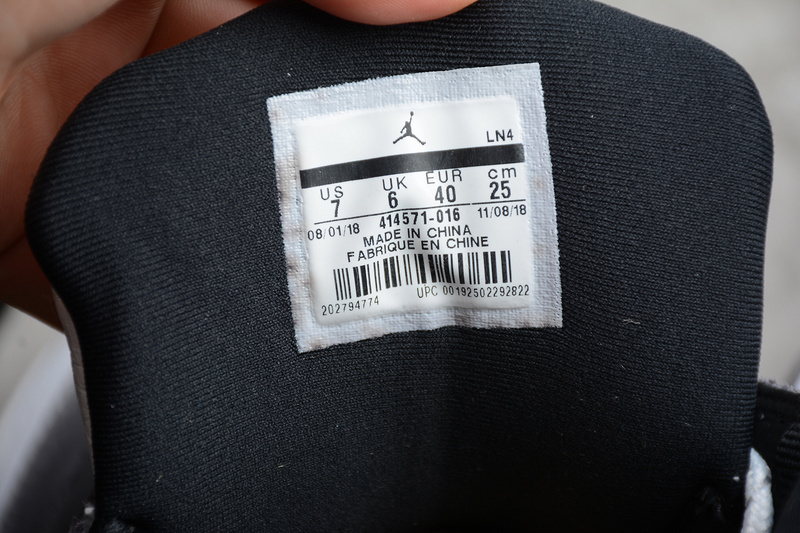 LN4
US UK EUR cm
7 6 40 25
08/01/18 414571-016 11/08/18
MADE IN CHINA
FABRIQUE EN CHINE
202794774 UPC 00192502292822